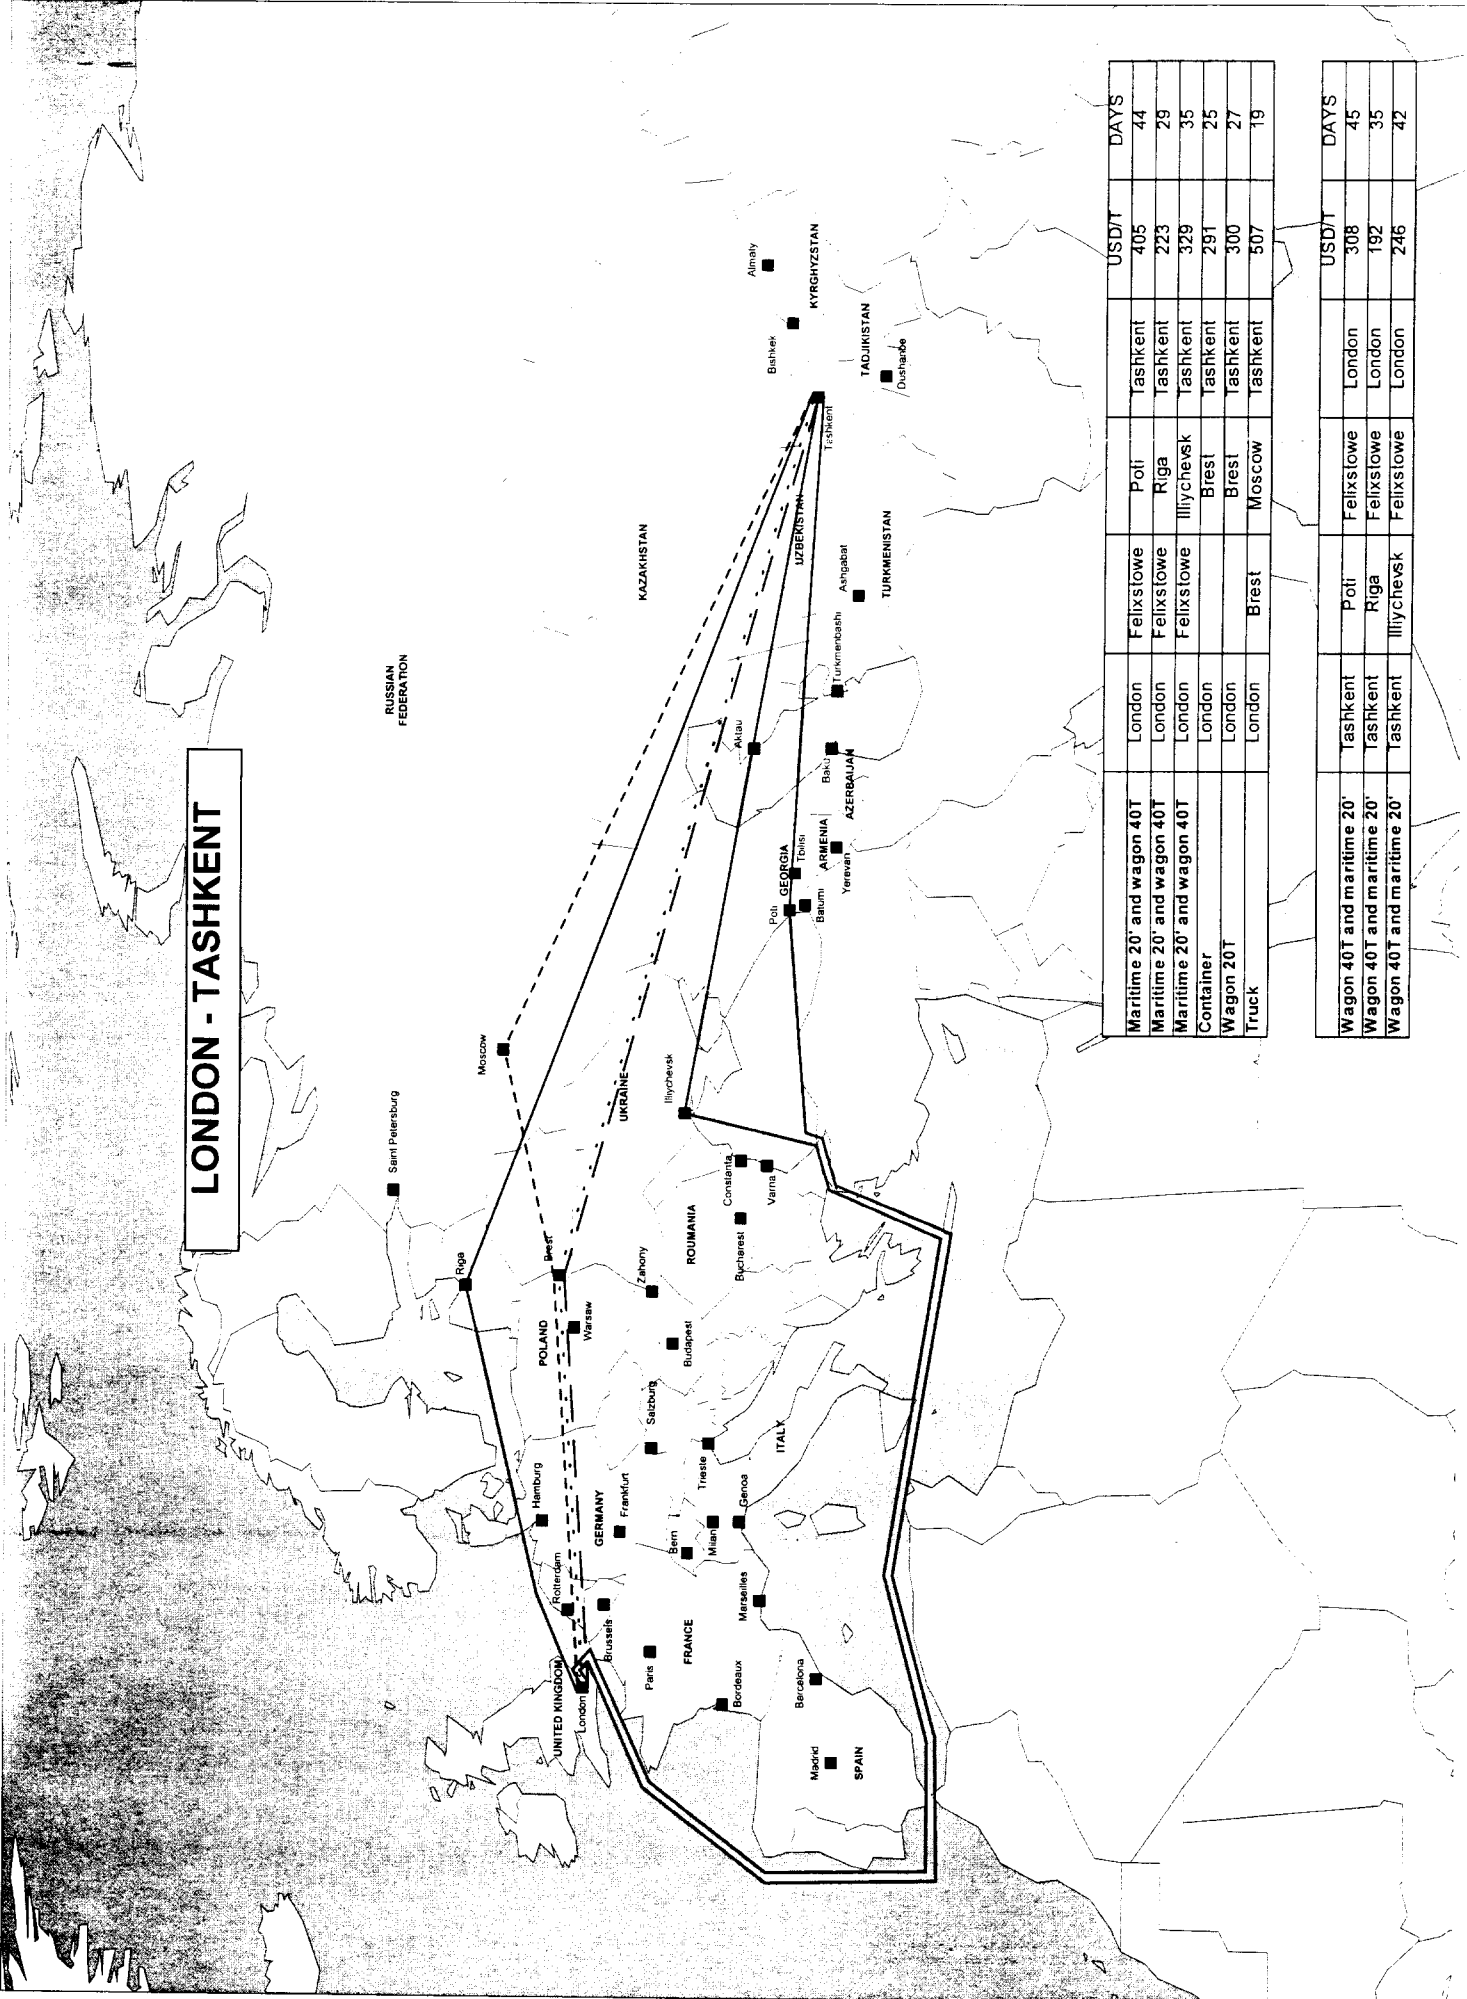 LONDON - TASHKENT
RUSSIAN
FEDERATION
Saint Petersburg
Moscow
Riga
KAZAKHSTAN
Hamburg
POLAND
Brest
Warsaw
UKRAINE
Rotterdam
UNITED KINGDOM
London
Brussels
GERMANY
Frankfurt
Zahony
Illiychevsk
Paris
FRANCE
Salzburg
Budapest
ROUMANIA
Bern
Milan
Trieste
Genoa
Constanta
Bucherest
Varna
Bordeaux
Marseilles
ITALY
Barcelona
Madrid
SPAIN
Poti
GEORGIA
Tbilisi
Batumi
ARMENIA
Yerevan
Aktau
Baku
AZERBAIJAN
Turkmenbashi
Ashgabat
TURKMENISTAN
UZBEKISTAN
Tashkent
Almaty
Bishkek
KYRGHYZSTAN
TADJIKISTAN
Dushanbe
USD/T DAYS
Maritime 20' and wagon 40T London Felixstowe Poti Tashkent 405 44
Maritime 20' and wagon 40T London Felixstowe Riga Tashkent 223 29
Maritime 20' and wagon 40T London Felixstowe Illiychevsk Tashkent 329 35
Container London Brest Tashkent 291 25
Wagon 20T London Brest Tashkent 300 27
Truck London Brest Moscow Tashkent 507 19
USD/T DAYS
Wagon 40T and maritime 20' Tashkent Poti Felixstowe London 308 45
Wagon 40T and maritime 20' Tashkent Riga Felixstowe London 192 35
Wagon 40T and maritime 20' Tashkent Illiychevsk Felixstowe London 246 42